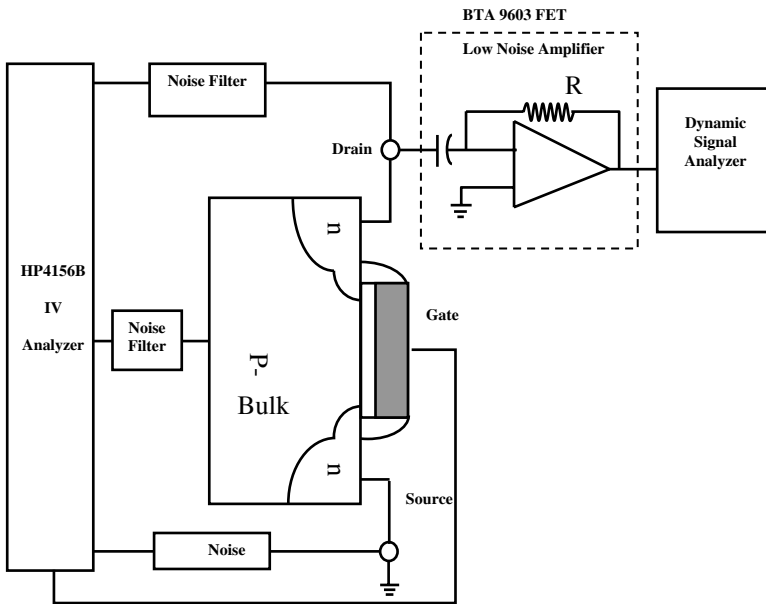 BTA 9603 FET
Low Noise Amplifier
Noise Filter
R
Drain
Dynamic
Signal
Analyzer
n
HP4156B
IV
Analyzer
Noise
Filter
Gate
P-
Bulk
n
Source
Noise